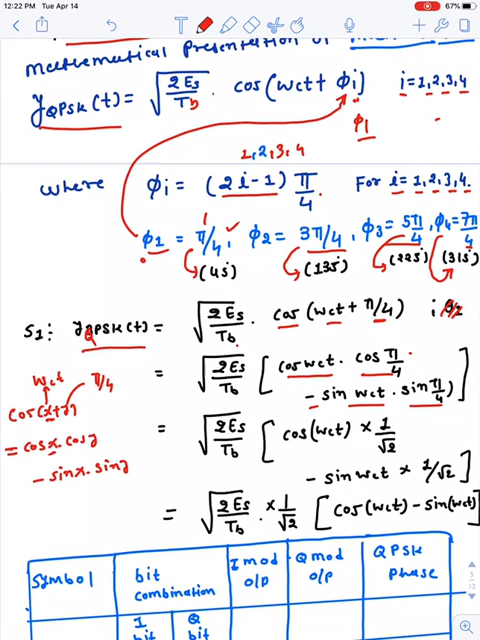 12:22 PM Tue Apr 14
67%
mathematical Presentation of
y_QPSK(t) = √(2Es/Tb) · cos(wct + ϕi) i=1,2,3,4
ϕ1
1,2,3,4
where ϕi = (2i-1) π/4 . For i=1,2,3,4.
ϕ1 = π/4, ϕ2 = 3π/4, ϕ3 = 5π/4, ϕ4 = 7π/4
(45) (135) (225) (315)
S1: y_QPSK(t) = √(2Es/Tb) · cos(wct + π/4)
= √(2Es/Tb) [cos wct · cos π/4
- sin wct · sin π/4]
wct π/4
cos(x+y)
= cosx · cosy
- sinx · siny
= √(2Es/Tb) [cos(wct) × 1/√2
- sin wct × 1/√2]
= √(2Es/Tb) × 1/√2 [cos(wct) - sin(wct)]
Symbol bit combination I mod O/P Q mod O/P QPSK Phase
I bit Q bit
5
12